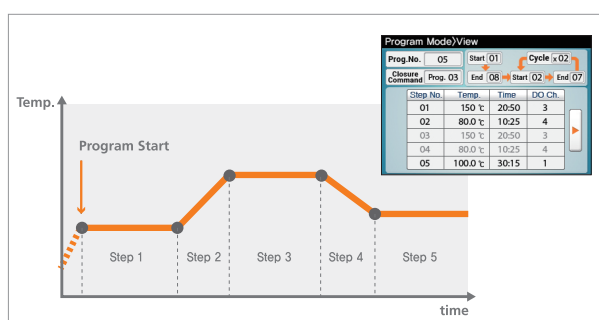 Program Mode>View
Prog.No. 05
Start 01
Cycle x 02
Closure Command Prog. 03
End 08 Start 02 End 07
Step No. Temp. Time DO Ch.
01 150 ℃ 20:50 3
02 80.0 ℃ 10:25 4
03 150 ℃ 20:50 3
04 80.0 ℃ 10:25 4
05 100.0 ℃ 30:15 1
Temp.
Program Start
Step 1 Step 2 Step 3 Step 4 Step 5
time